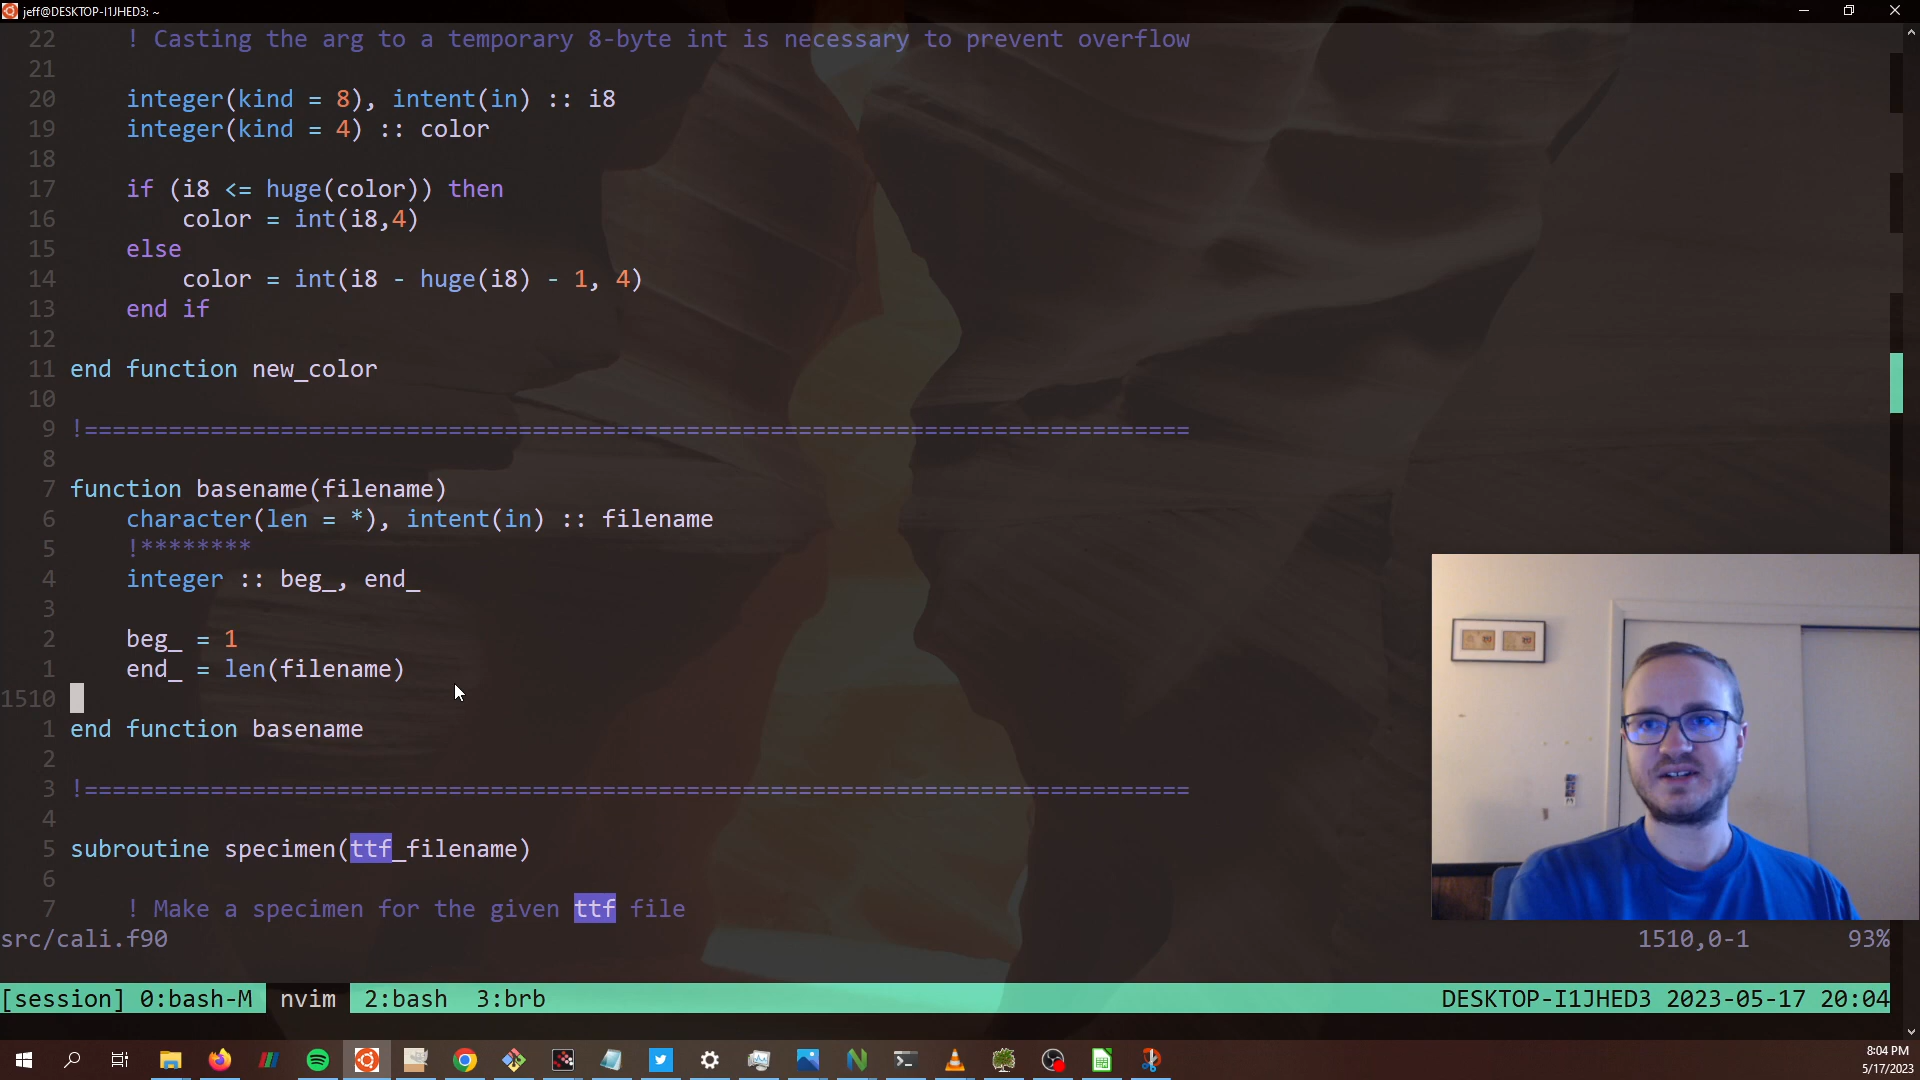 jeff@DESKTOP-I1JHED3: ~
22 ! Casting the arg to a temporary 8-byte int is necessary to prevent overflow
21
20 integer(kind = 8), intent(in) :: i8
19 integer(kind = 4) :: color
18
17 if (i8 <= huge(color)) then
16 color = int(i8,4)
15 else
14 color = int(i8 - huge(i8) - 1, 4)
13 end if
12
11 end function new_color
10
9 !===============================================================================
8
7 function basename(filename)
6 character(len = *), intent(in) :: filename
5 !********
4 integer :: beg_, end_
3
2 beg_ = 1
1 end_ = len(filename)
1510
1 end function basename
2
3 !===============================================================================
4
5 subroutine specimen(ttf_filename)
6
7 ! Make a specimen for the given ttf file
src/cali.f90 1510,0-1 93%
[session] 0:bash-M nvim 2:bash 3:brb DESKTOP-I1JHED3 2023-05-17 20:04
8:04 PM
5/17/2023